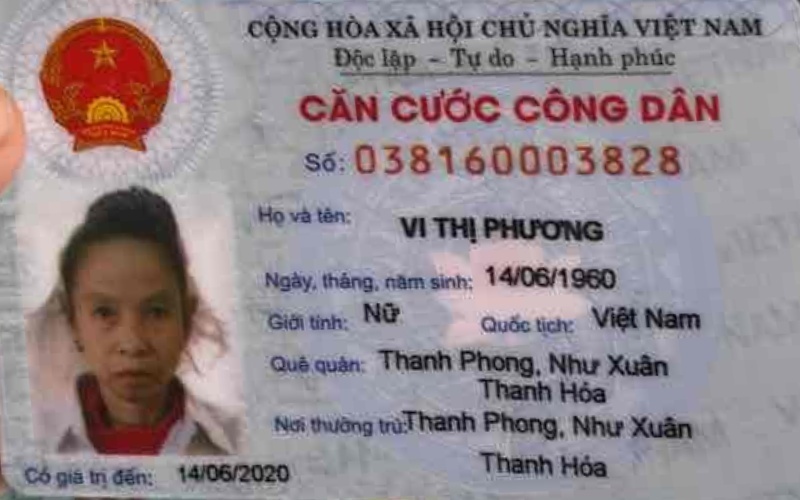 CỘNG HÒA XÃ HỘI CHỦ NGHĨA VIỆT NAM
Độc lập - Tự do - Hạnh phúc
CĂN CƯỚC CÔNG DÂN
Số: 038160003828
Họ và tên: VI THỊ PHƯƠNG
Ngày, tháng, năm sinh: 14/06/1960
Giới tính: Nữ Quốc tịch: Việt Nam
Quê quán: Thanh Phong, Như Xuân
Thanh Hóa
Nơi thường trú: Thanh Phong, Như Xuân
Thanh Hóa
Có giá trị đến: 14/06/2020